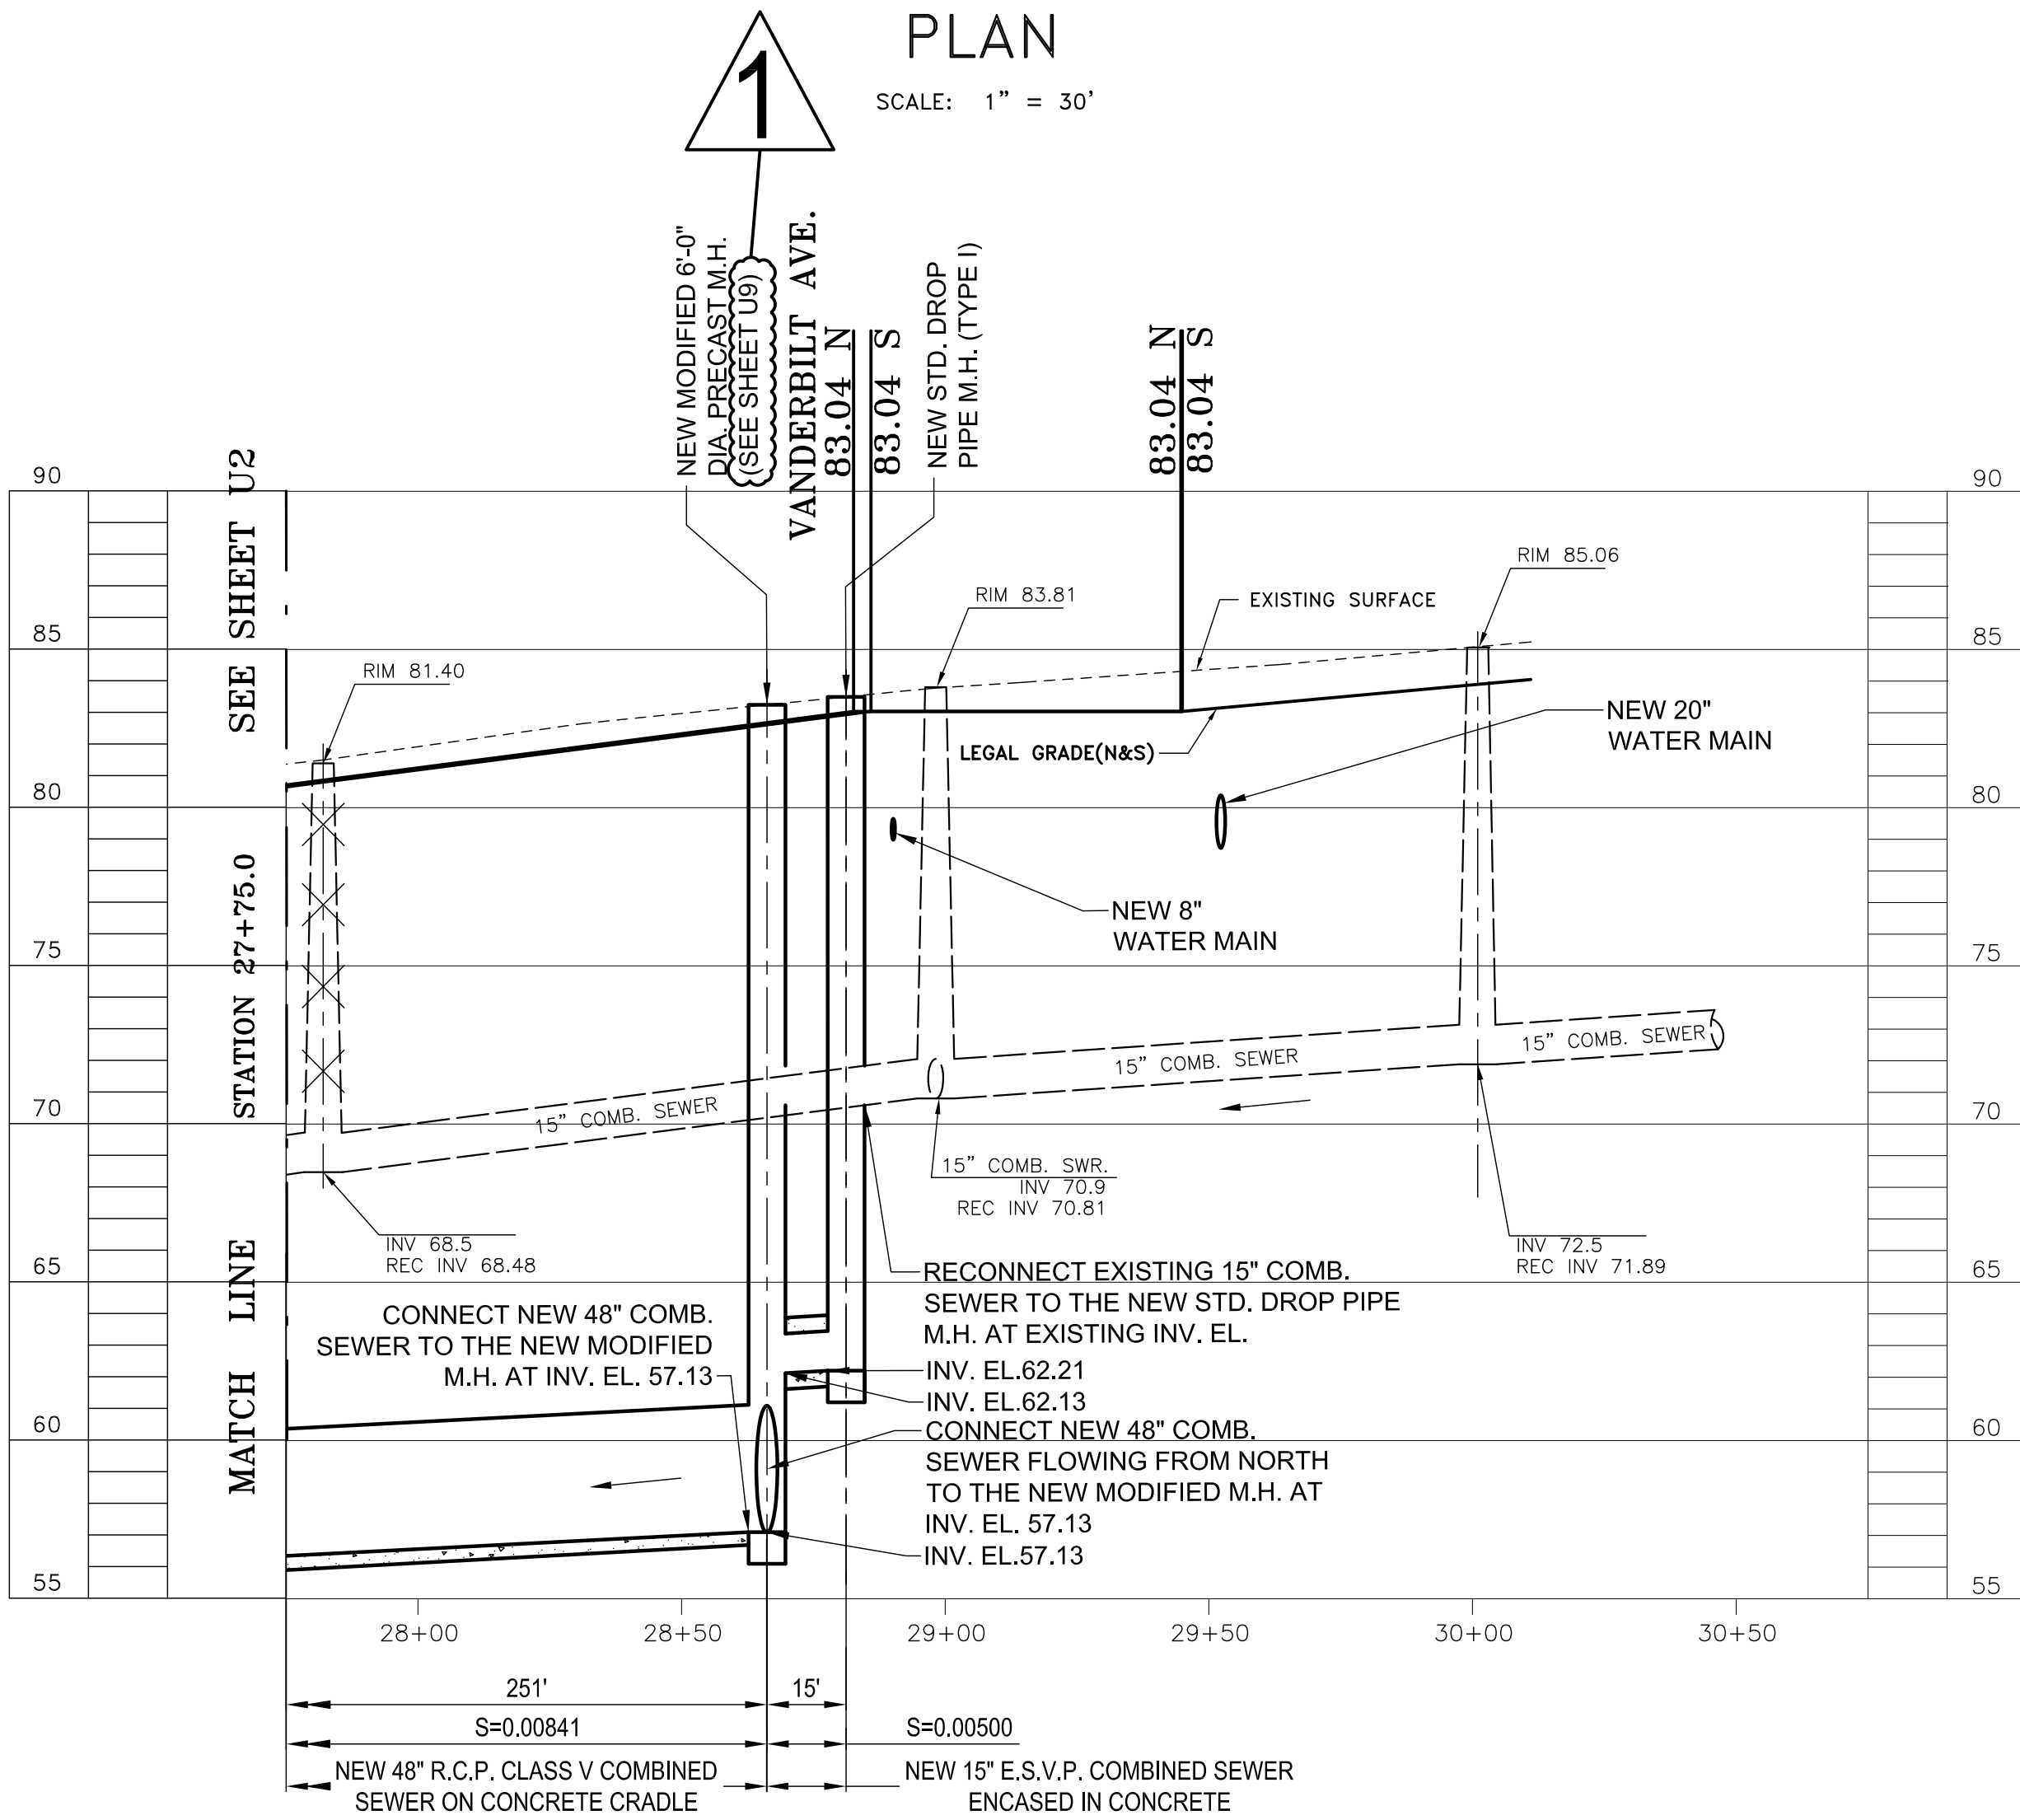 PLAN
SCALE: 1" = 30'
1
NEW MODIFIED 6'-0"
DIA. PRECAST M.H.
(SEE SHEET U9)
VANDERBILT AVE.
83.04 N
83.04 S
NEW STD. DROP
PIPE M.H. (TYPE I)
83.04 N
83.04 S
MATCH LINE STATION 27+75.0 SEE SHEET U2
90
85
80
75
70
65
60
55
90
85
80
75
70
65
60
55
RIM 81.40
RIM 83.81
RIM 85.06
EXISTING SURFACE
LEGAL GRADE(N&S)
NEW 20"
WATER MAIN
NEW 8"
WATER MAIN
15" COMB. SEWER
15" COMB. SEWER
15" COMB. SEWER
15" COMB. SWR.
INV 70.9
REC INV 70.81
INV 68.5
REC INV 68.48
INV 72.5
REC INV 71.89
RECONNECT EXISTING 15" COMB.
SEWER TO THE NEW STD. DROP PIPE
M.H. AT EXISTING INV. EL.
CONNECT NEW 48" COMB.
SEWER TO THE NEW MODIFIED
M.H. AT INV. EL. 57.13
INV. EL.62.21
INV. EL.62.13
CONNECT NEW 48" COMB.
SEWER FLOWING FROM NORTH
TO THE NEW MODIFIED M.H. AT
INV. EL. 57.13
INV. EL.57.13
28+00
28+50
29+00
29+50
30+00
30+50
251'
15'
S=0.00841
S=0.00500
NEW 48" R.C.P. CLASS V COMBINED
SEWER ON CONCRETE CRADLE
NEW 15" E.S.V.P. COMBINED SEWER
ENCASED IN CONCRETE